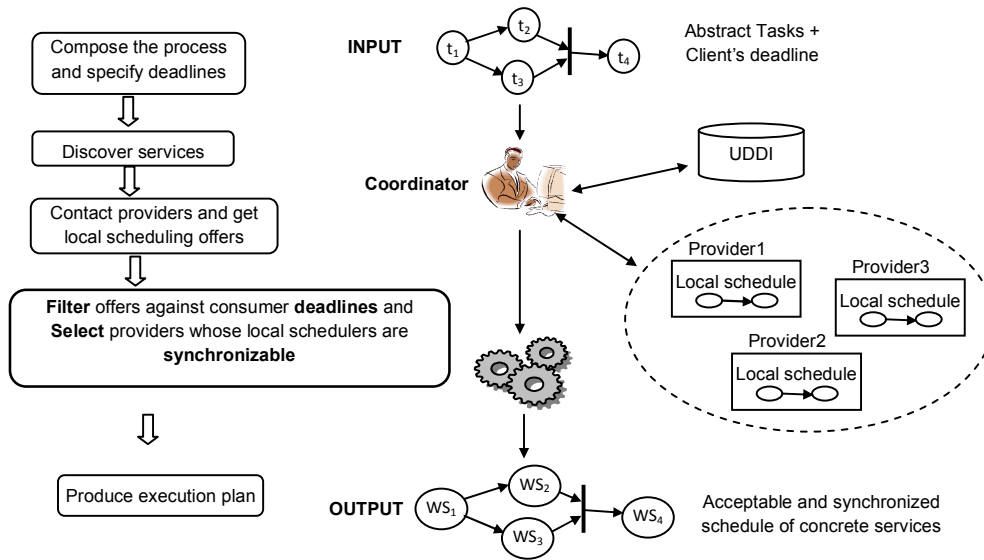 Compose the process
and specify deadlines
Discover services
Contact providers and get
local scheduling offers
Filter offers against consumer deadlines and
Select providers whose local schedulers are
synchronizable
Produce execution plan
INPUT
t1
t2
t3
t4
Abstract Tasks +
Client's deadline
Coordinator
UDDI
Provider1
Local schedule
Provider3
Local schedule
Provider2
Local schedule
OUTPUT
WS1
WS2
WS3
WS4
Acceptable and synchronized
schedule of concrete services